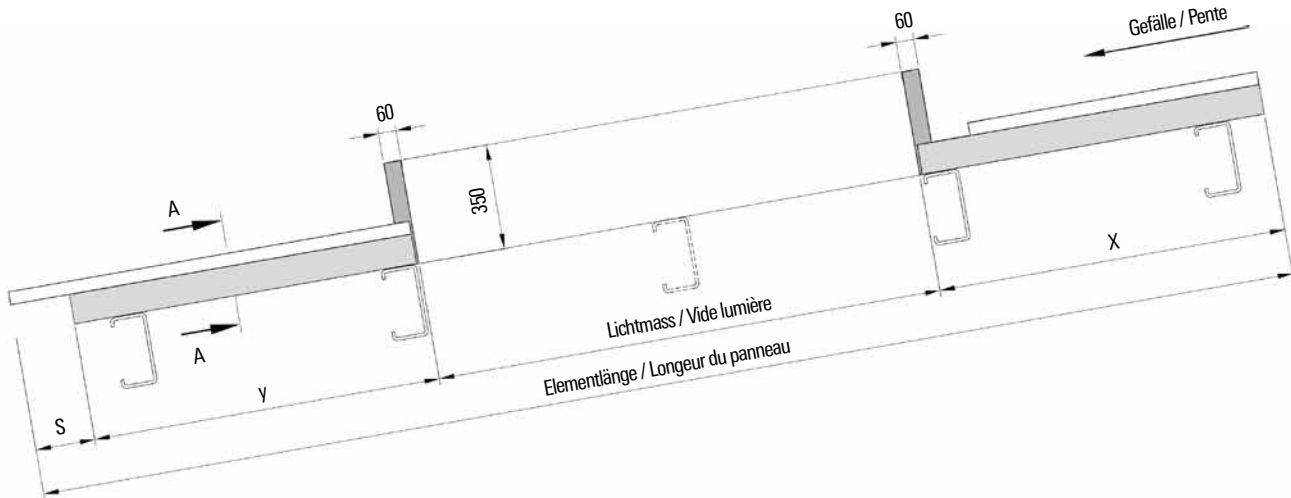 60
Gefälle / Pente
60
350
A
X
Lichtmass / Vide lumière
A
Elementlänge / Longeur du panneau
y
S